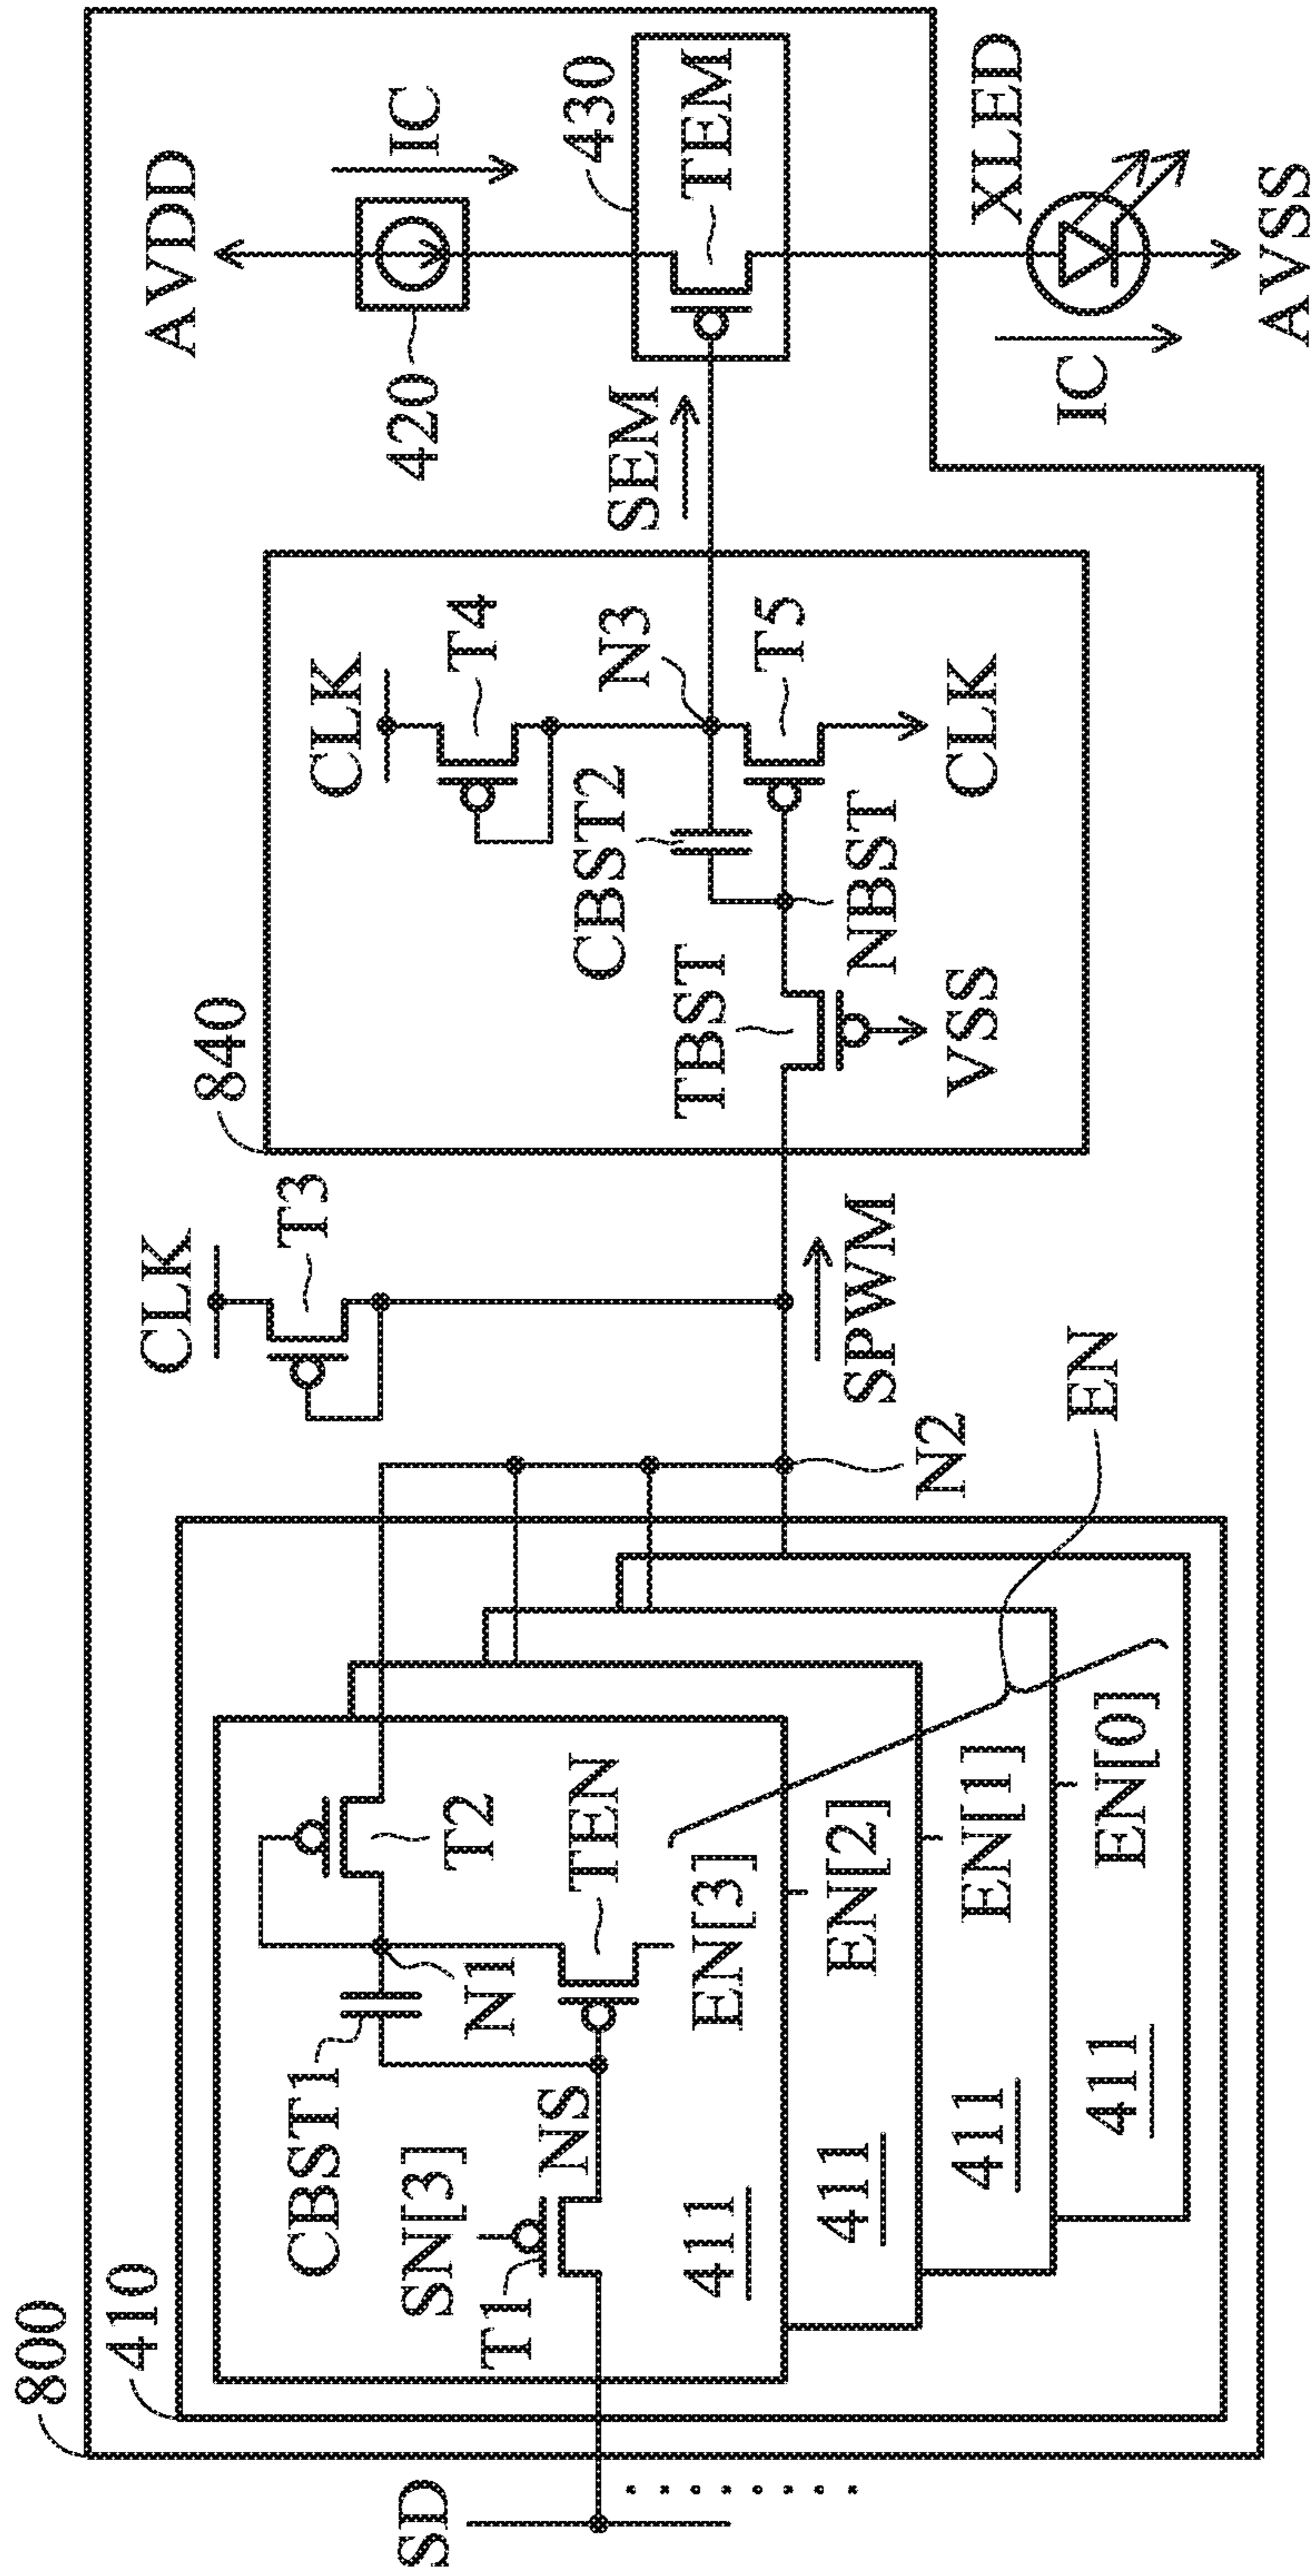 800
410
SD
SN[3]
T1
CBST1
NS
N1
T2
TEN
EN[3]
411
EN[2]
411
EN[1]
411
EN[0]
411
EN
N2
SPWM
CLK
T3
840
TBST
VSS
NBST
CBST2
CLK
T4
N3
T5
CLK
SEM
AVDD
420
IC
430
TEM
XLED
IC
AVSS